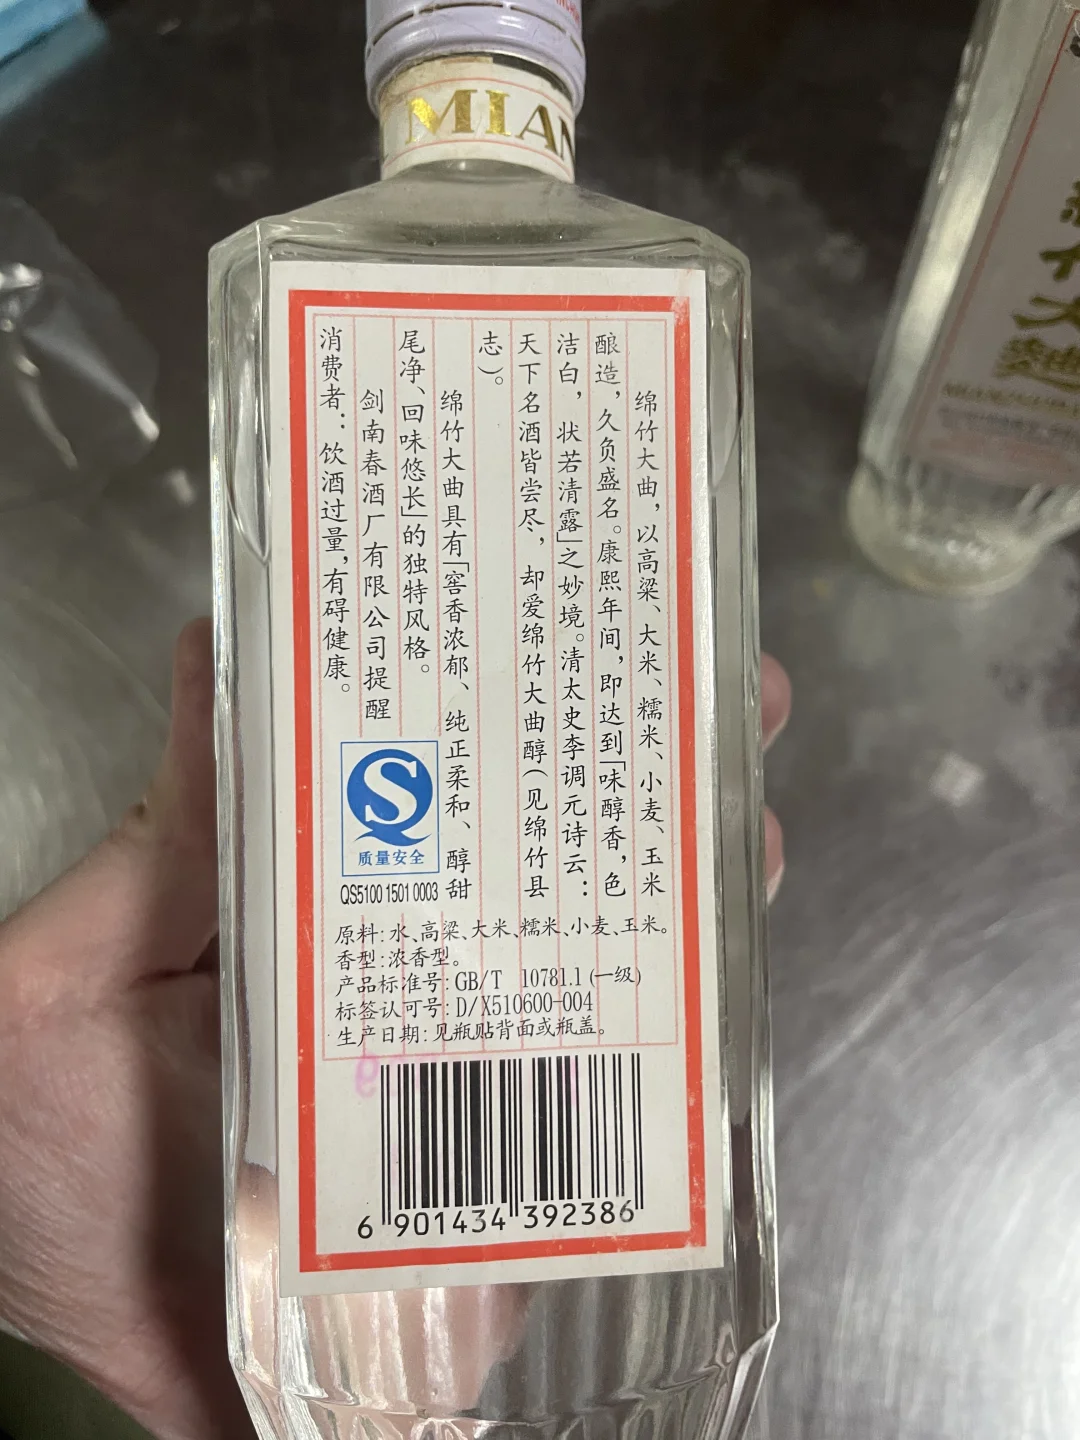 MIAN
绵竹大曲，以高粱、大米、糯米、小麦、玉米
酿造，久负盛名。康熙年间，即达到「味醇香，色
洁白，状若清露」之妙境。清太史李调元诗云：
天下名酒皆尝尽，却爱绵竹大曲醇（见绵竹县
志）。
绵竹大曲具有「窖香浓郁、纯正柔和、醇甜
尾净、回味悠长」的独特风格。
剑南春酒厂有限公司提醒
消费者：饮酒过量，有碍健康。
质量安全
QS5100 1501 0003
原料:水、高粱、大米、糯米、小麦、玉米。
香型:浓香型。
产品标准号:GB/T 10781.1(一级)
标签认可号:D/X510600-004
生产日期:见瓶贴背面或瓶盖。
6 901434 392386